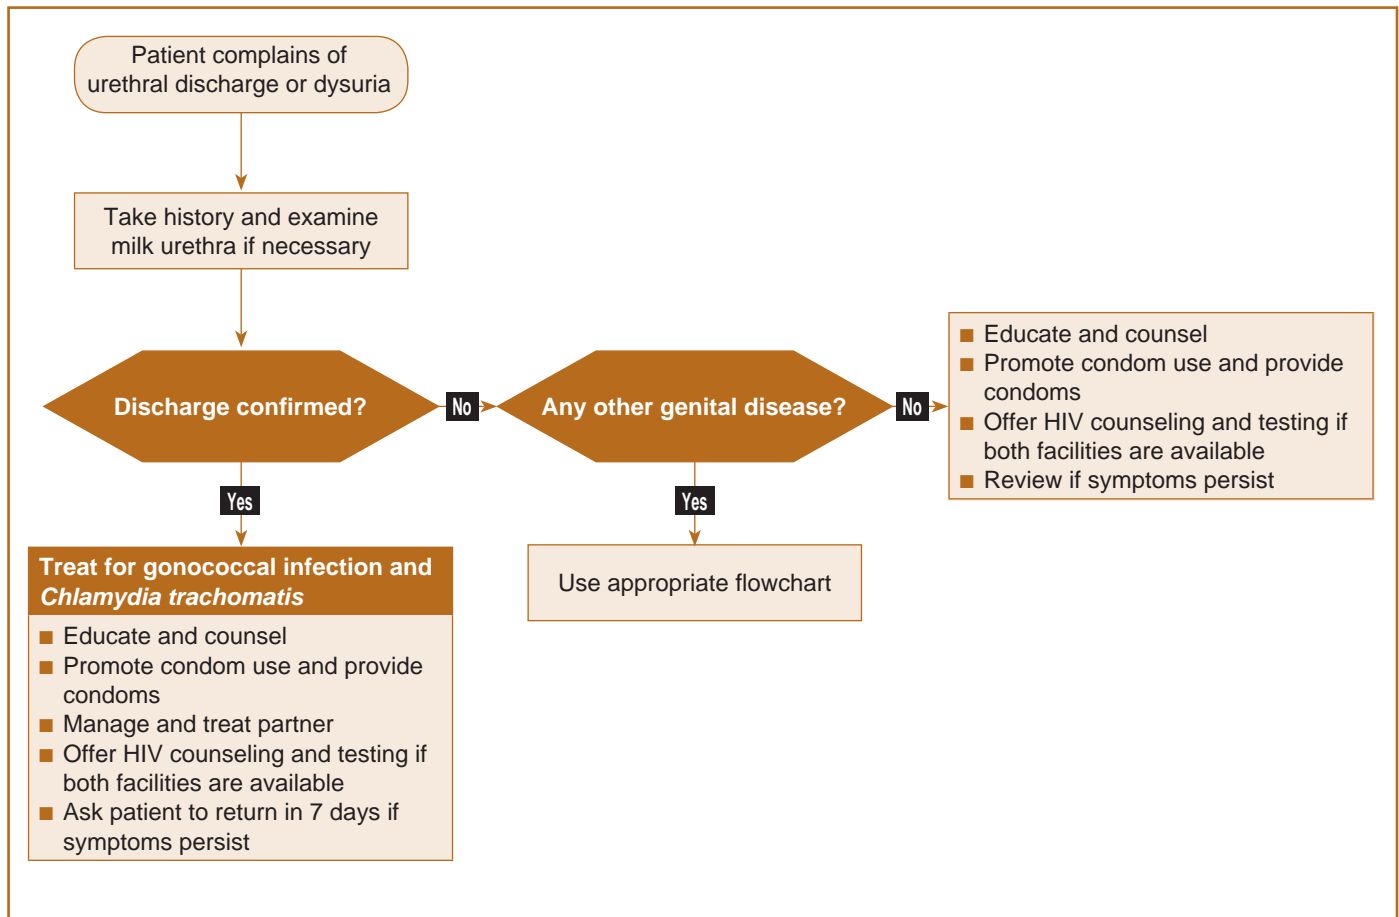 Patient complains of
urethral discharge or dysuria
Take history and examine
milk urethra if necessary
Discharge confirmed?
No
Any other genital disease?
No
■ Educate and counsel
■ Promote condom use and provide
condoms
■ Offer HIV counseling and testing if
both facilities are available
■ Review if symptoms persist
Yes
Yes
Treat for gonococcal infection and
Chlamydia trachomatis
■ Educate and counsel
■ Promote condom use and provide
condoms
■ Manage and treat partner
■ Offer HIV counseling and testing if
both facilities are available
■ Ask patient to return in 7 days if
symptoms persist
Use appropriate flowchart